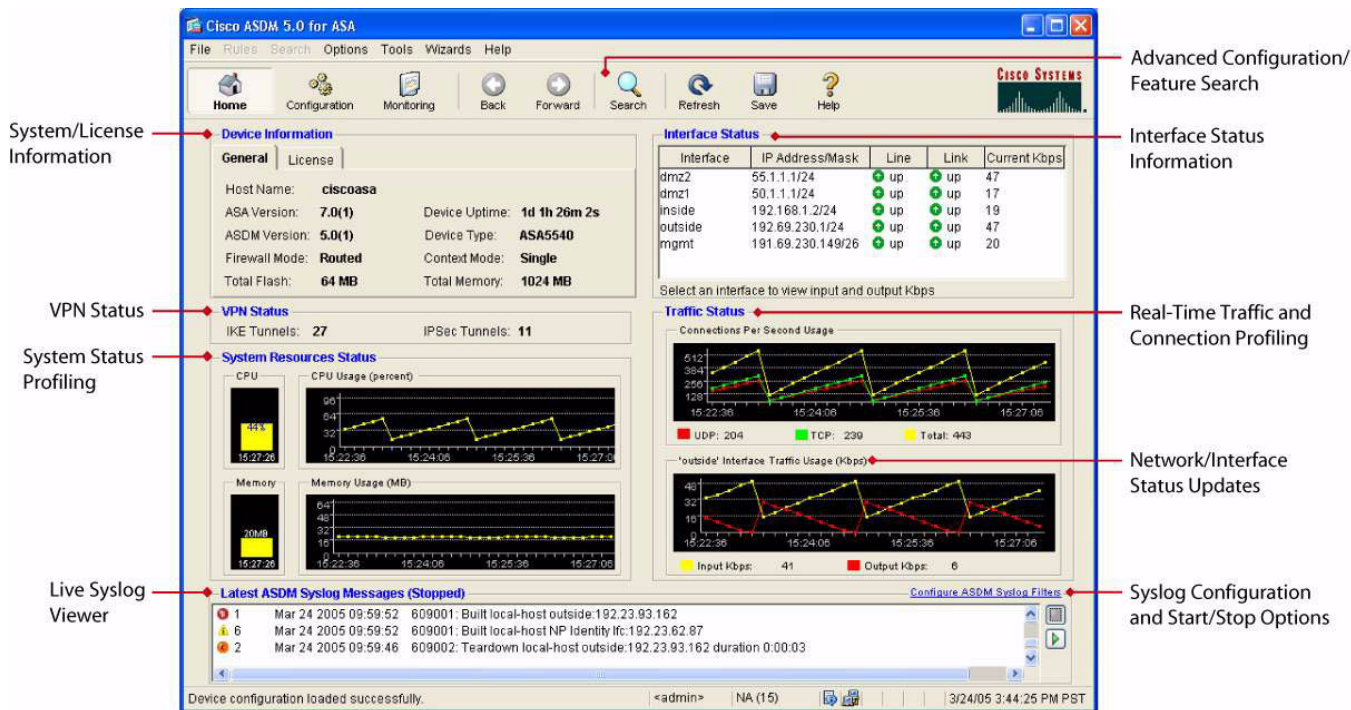 Cisco ASDM 5.0 for ASA
File Rules Search Options Tools Wizards Help
Home Configuration Monitoring Back Forward Search Refresh Save Help
CISCO SYSTEMS
Advanced Configuration/
Feature Search
System/License
Information
Device Information
General License
Host Name: ciscoasa
ASA Version: 7.0(1) Device Uptime: 1d 1h 26m 2s
ASDM Version: 5.0(1) Device Type: ASA5540
Firewall Mode: Routed Context Mode: Single
Total Flash: 64 MB Total Memory: 1024 MB
Interface Status
Interface IP Address/Mask Line Link Current Kbps
dmz2 55.1.1.1/24 up up 47
dmz1 50.1.1.1/24 up up 17
inside 192.168.1.2/24 up up 19
outside 192.69.230.1/24 up up 47
mgmt 191.69.230.149/26 up up 20
Select an interface to view input and output Kbps
Interface Status
Information
VPN Status
VPN Status
IKE Tunnels: 27 IPSec Tunnels: 11
System Status
Profiling
System Resources Status
CPU
44%
15:27:26
CPU Usage (percent)
96
64
32
0
15:22:36 15:24:06 15:25:36 15:27:0
Memory
20MB
15:27:26
Memory Usage (MB)
64
48
32
16
0
15:22:36 15:24:06 15:25:36 15:27:06
Traffic Status
Connections Per Second Usage
512
384
256
128
15:22:36 15:24:06 15:25:36 15:27:06
UDP: 204 TCP: 239 Total: 443
Real-Time Traffic and
Connection Profiling
'outside' Interface Traffic Usage (Kbps)
48
32
16
15:22:36 15:24:06 15:25:36 15:27:06
Input Kbps: 41 Output Kbps: 6
Network/Interface
Status Updates
Live Syslog
Viewer
Latest ASDM Syslog Messages (Stopped) Configure ASDM Syslog Filters
1 Mar 24 2005 09:59:52 609001: Built local-host outside:192.23.93.162
6 Mar 24 2005 09:59:52 609001: Built local-host NP Identity Ifc:192.23.62.87
2 Mar 24 2005 09:59:46 609002: Teardown local-host outside:192.23.93.162 duration 0:00:03
Syslog Configuration
and Start/Stop Options
Device configuration loaded successfully. <admin> NA (15) 3/24/05 3:44:25 PM PST